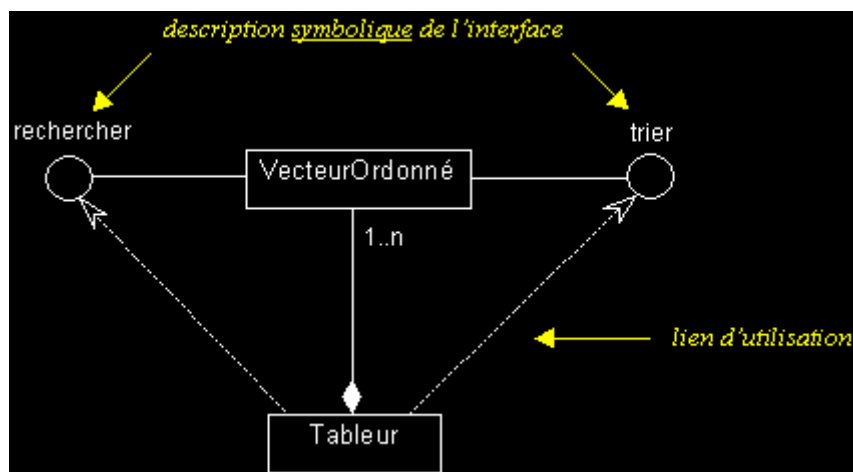 description symbolique de l'interface
rechercher
trier
VecteurOrdonné
1..n
lien d'utilisation
Tableur